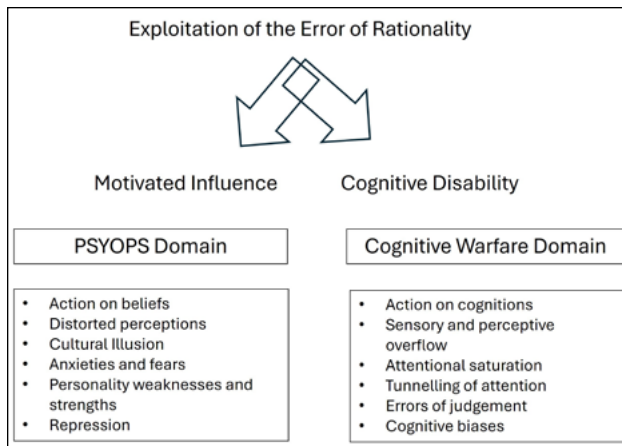 Exploitation of the Error of Rationality
Motivated Influence
Cognitive Disability
PSYOPS Domain
Cognitive Warfare Domain
• Action on beliefs
• Distorted perceptions
• Cultural Illusion
• Anxieties and fears
• Personality weaknesses and
strengths
• Repression
• Action on cognitions
• Sensory and perceptive
overflow
• Attentional saturation
• Tunnelling of attention
• Errors of judgement
• Cognitive biases